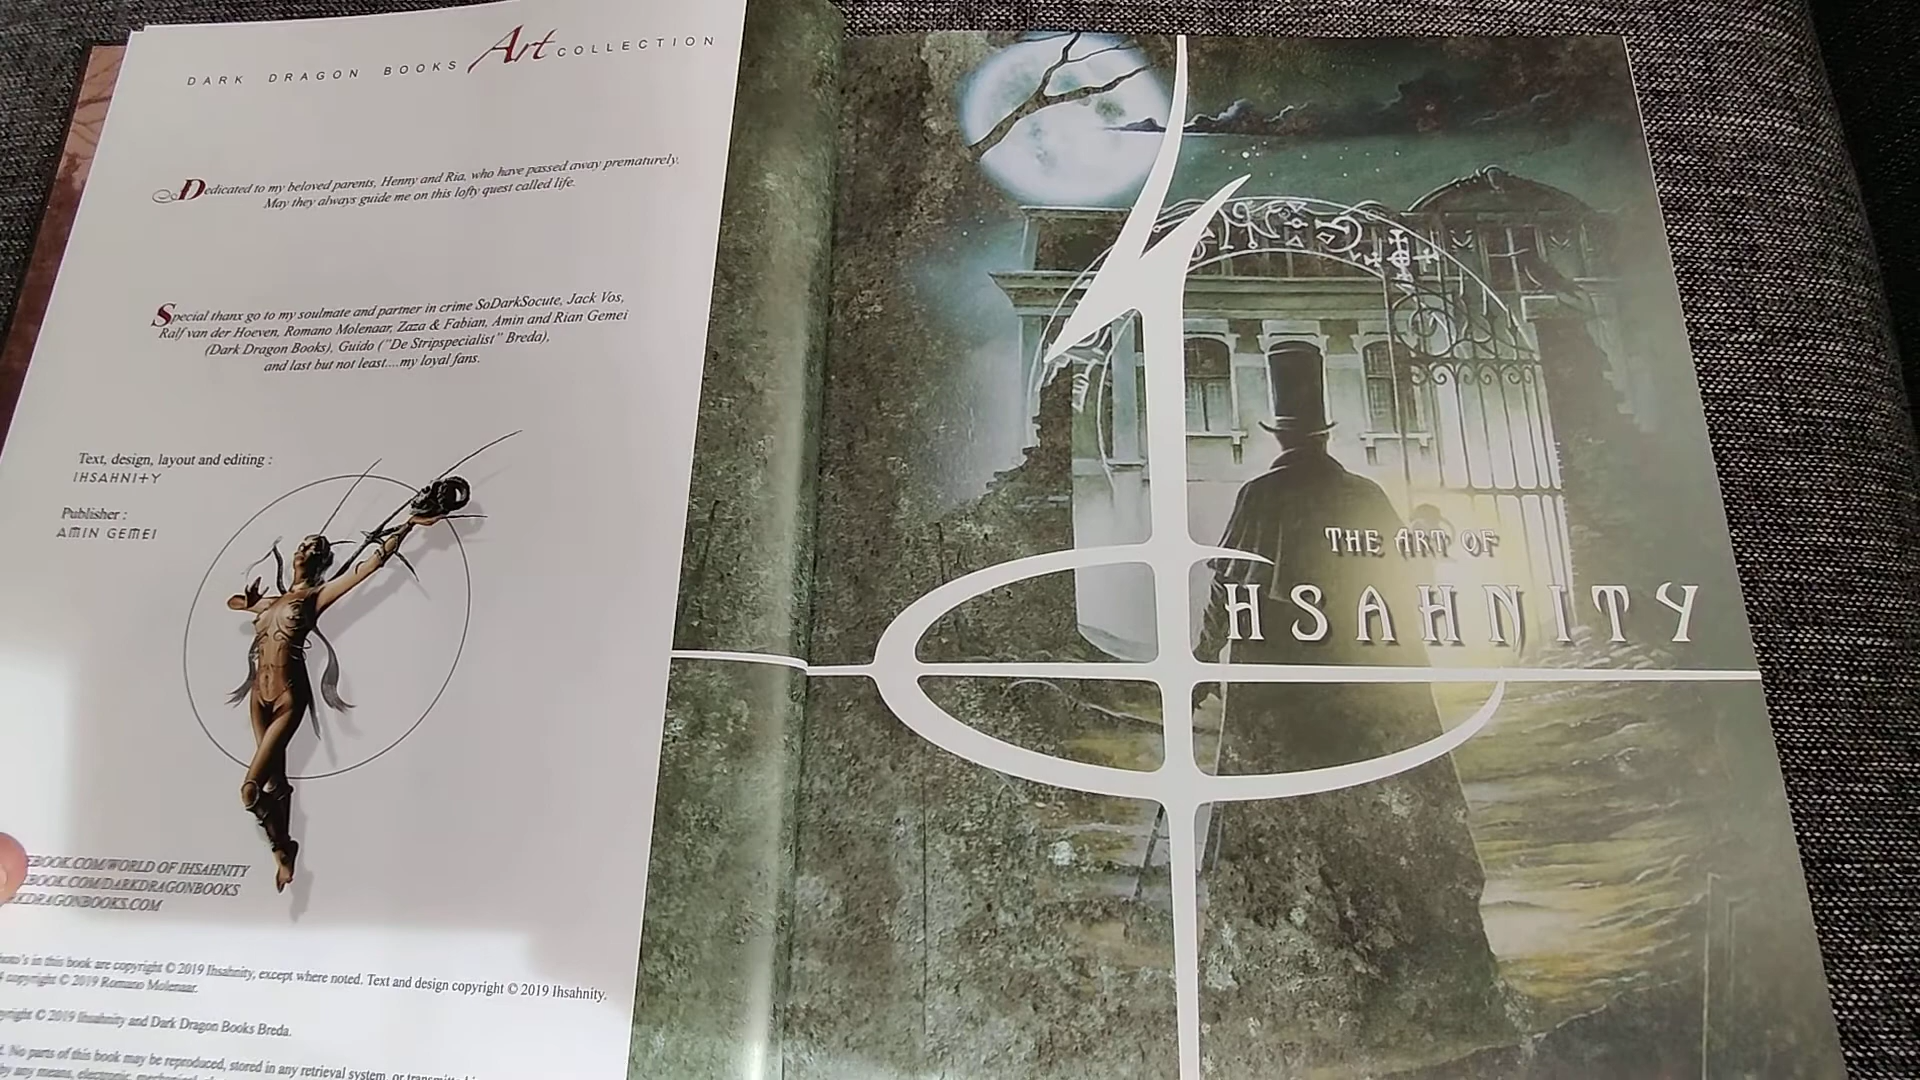 DARK DRAGON BOOKS Art COLLECTION
Dedicated to my beloved parents, Henny and Ria, who have passed away prematurely.
May they always guide me on this lofty quest called life.
Special thanx go to my soulmate and partner in crime SoDarkSocute, Jack Vos,
Ralf van der Hoeven, Romano Molenaar, Zaza & Fabian, Amin and Rian Gemei
(Dark Dragon Books), Guido ("De Stripspecialist" Breda),
and last but not least....my loyal fans.
Text, design, layout and editing :
IHSAHNITY
Publisher :
AMIN GEMEI
EBOOK.COM/WORLD OF IHSAHNITY
EBOOK.COM/DARKDRAGONBOOKS
KDRAGONBOOKS.COM
in this book are copyright © 2019 Ihsahnity, except where noted. Text and design copyright © 2019 Ihsahnity.
copyright © 2019 Romano Molenaar.
© 2019 Ihsahnity and Dark Dragon Books Breda.
No parts of this book may be reproduced, stored in any retrieval system, or
by any means, electronic,
THE ART OF
HSAHNITY